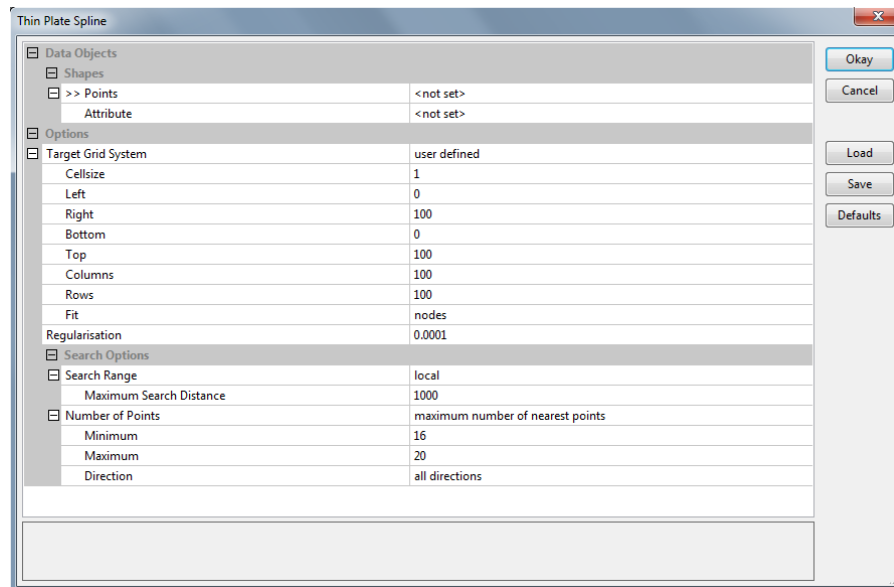 Thin Plate Spline
Data Objects
Shapes
>> Points <not set>
Attribute <not set>
Options
Target Grid System user defined
Cellsize 1
Left 0
Right 100
Bottom 0
Top 100
Columns 100
Rows 100
Fit nodes
Regularisation 0.0001
Search Options
Search Range local
Maximum Search Distance 1000
Number of Points maximum number of nearest points
Minimum 16
Maximum 20
Direction all directions
Okay
Cancel
Load
Save
Defaults